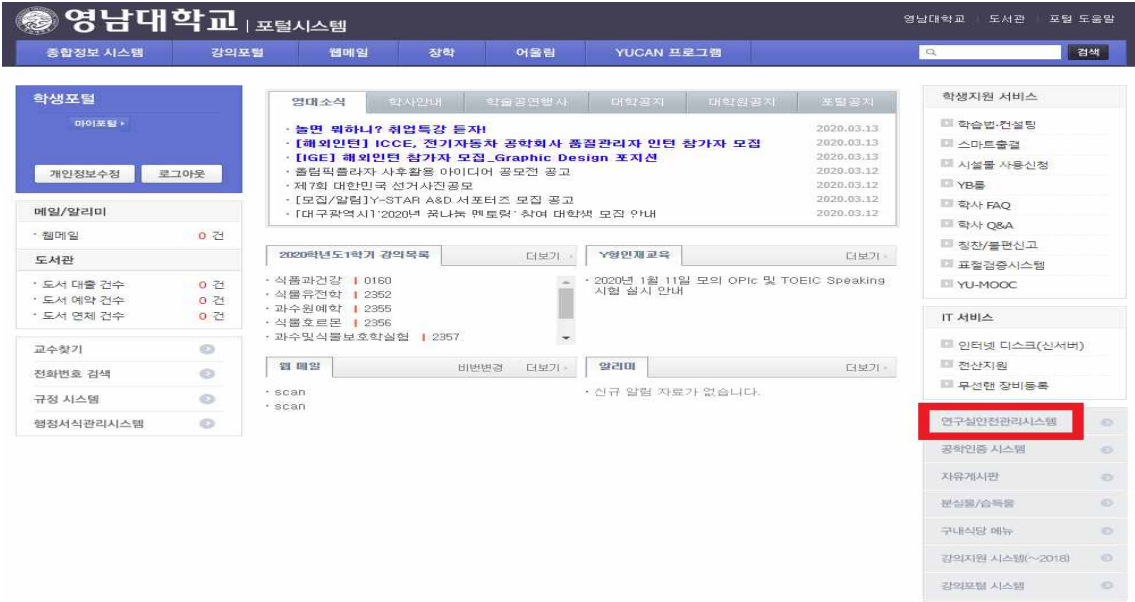 영남대학교 포털시스템
영남대학교 도서관 포털 도움말
종합정보 시스템 강의포털 웹메일 장학 어울림 YUCAN 프로그램 검색
학생포털
마이포털
개인정보수정 로그아웃
메일/알리미
· 웹메일 0 건
도서관
· 도서 대출 건수 0 건
· 도서 예약 건수 0 건
· 도서 연체 건수 0 건
교수찾기
전화번호 검색
규정 시스템
행정서식관리시스템
영대소식 학사안내 학술공연행사 대학공지 대학원공지 포털공지
· 놀면 뭐하니? 취업특강 듣자! 2020.03.13
· [해외인턴] ICCE, 전기자동차 공학회사 품질관리자 인턴 참가자 모집 2020.03.13
· [IGE] 해외인턴 참가자 모집_Graphic Design 포지션 2020.03.13
· 올림픽플라자 사후활용 아이디어 공모전 공고 2020.03.12
· 제7회 대한민국 선거사진공모 2020.03.12
· [모집/알림]Y-STAR A&D 서포터즈 모집 공고 2020.03.12
· 「대구광역시」'2020년 꿈나눔 멘토링' 참여 대학생 모집 안내 2020.03.12
2020학년도1학기 강의목록 더보기
· 식품과건강 | 0160
· 식물유전학 | 2352
· 과수원예학 | 2355
· 식물호르몬 | 2356
· 과수및식물보호학실험 | 2357
Y형인재교육 더보기
· 2020년 1월 11일 모의 OPIc 및 TOEIC Speaking
시험 실시 안내
웹 메일 비번변경 더보기
· scan
· scan
알리미 더보기
· 신규 알림 자료가 없습니다.
학생지원 서비스
학습법·컨설팅
스마트출결
시설물 사용신청
YB룸
학사 FAQ
학사 Q&A
칭찬/불편신고
표절검증시스템
YU-MOOC
IT 서비스
인터넷 디스크(신서버)
전산지원
무선랜 장비등록
연구실안전관리시스템
공학인증 시스템
자유게시판
분실물/습득물
구내식당 메뉴
강의지원 시스템(~2018)
강의포털 시스템